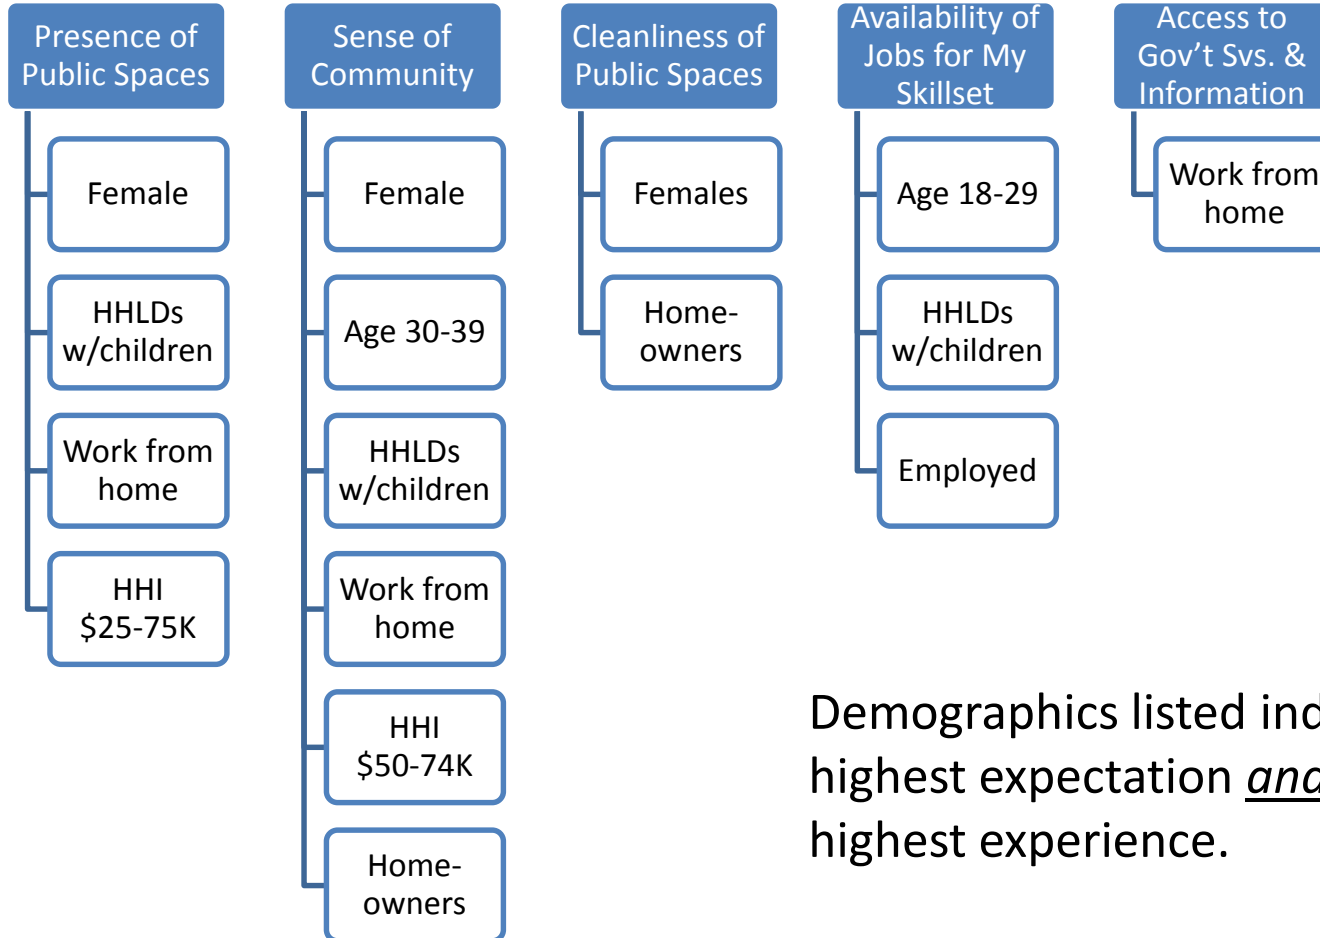 Presence of
Public Spaces
Female
HHLDs
w/children
Work from
home
HHI
$25-75K
Sense of
Community
Female
Age 30-39
HHLDs
w/children
Work from
home
HHI
$50-74K
Home-
owners
Cleanliness of
Public Spaces
Females
Home-
owners
Availability of
Jobs for My
Skillset
Age 18-29
HHLDs
w/children
Employed
Access to
Gov’t Svs. &
Information
Work from
home
Demographics listed
highest expectation and
highest experience.